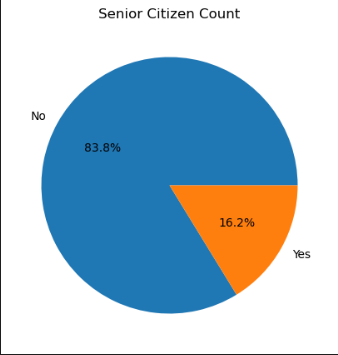 Senior Citizen Count
No
83.8%
16.2%
Yes